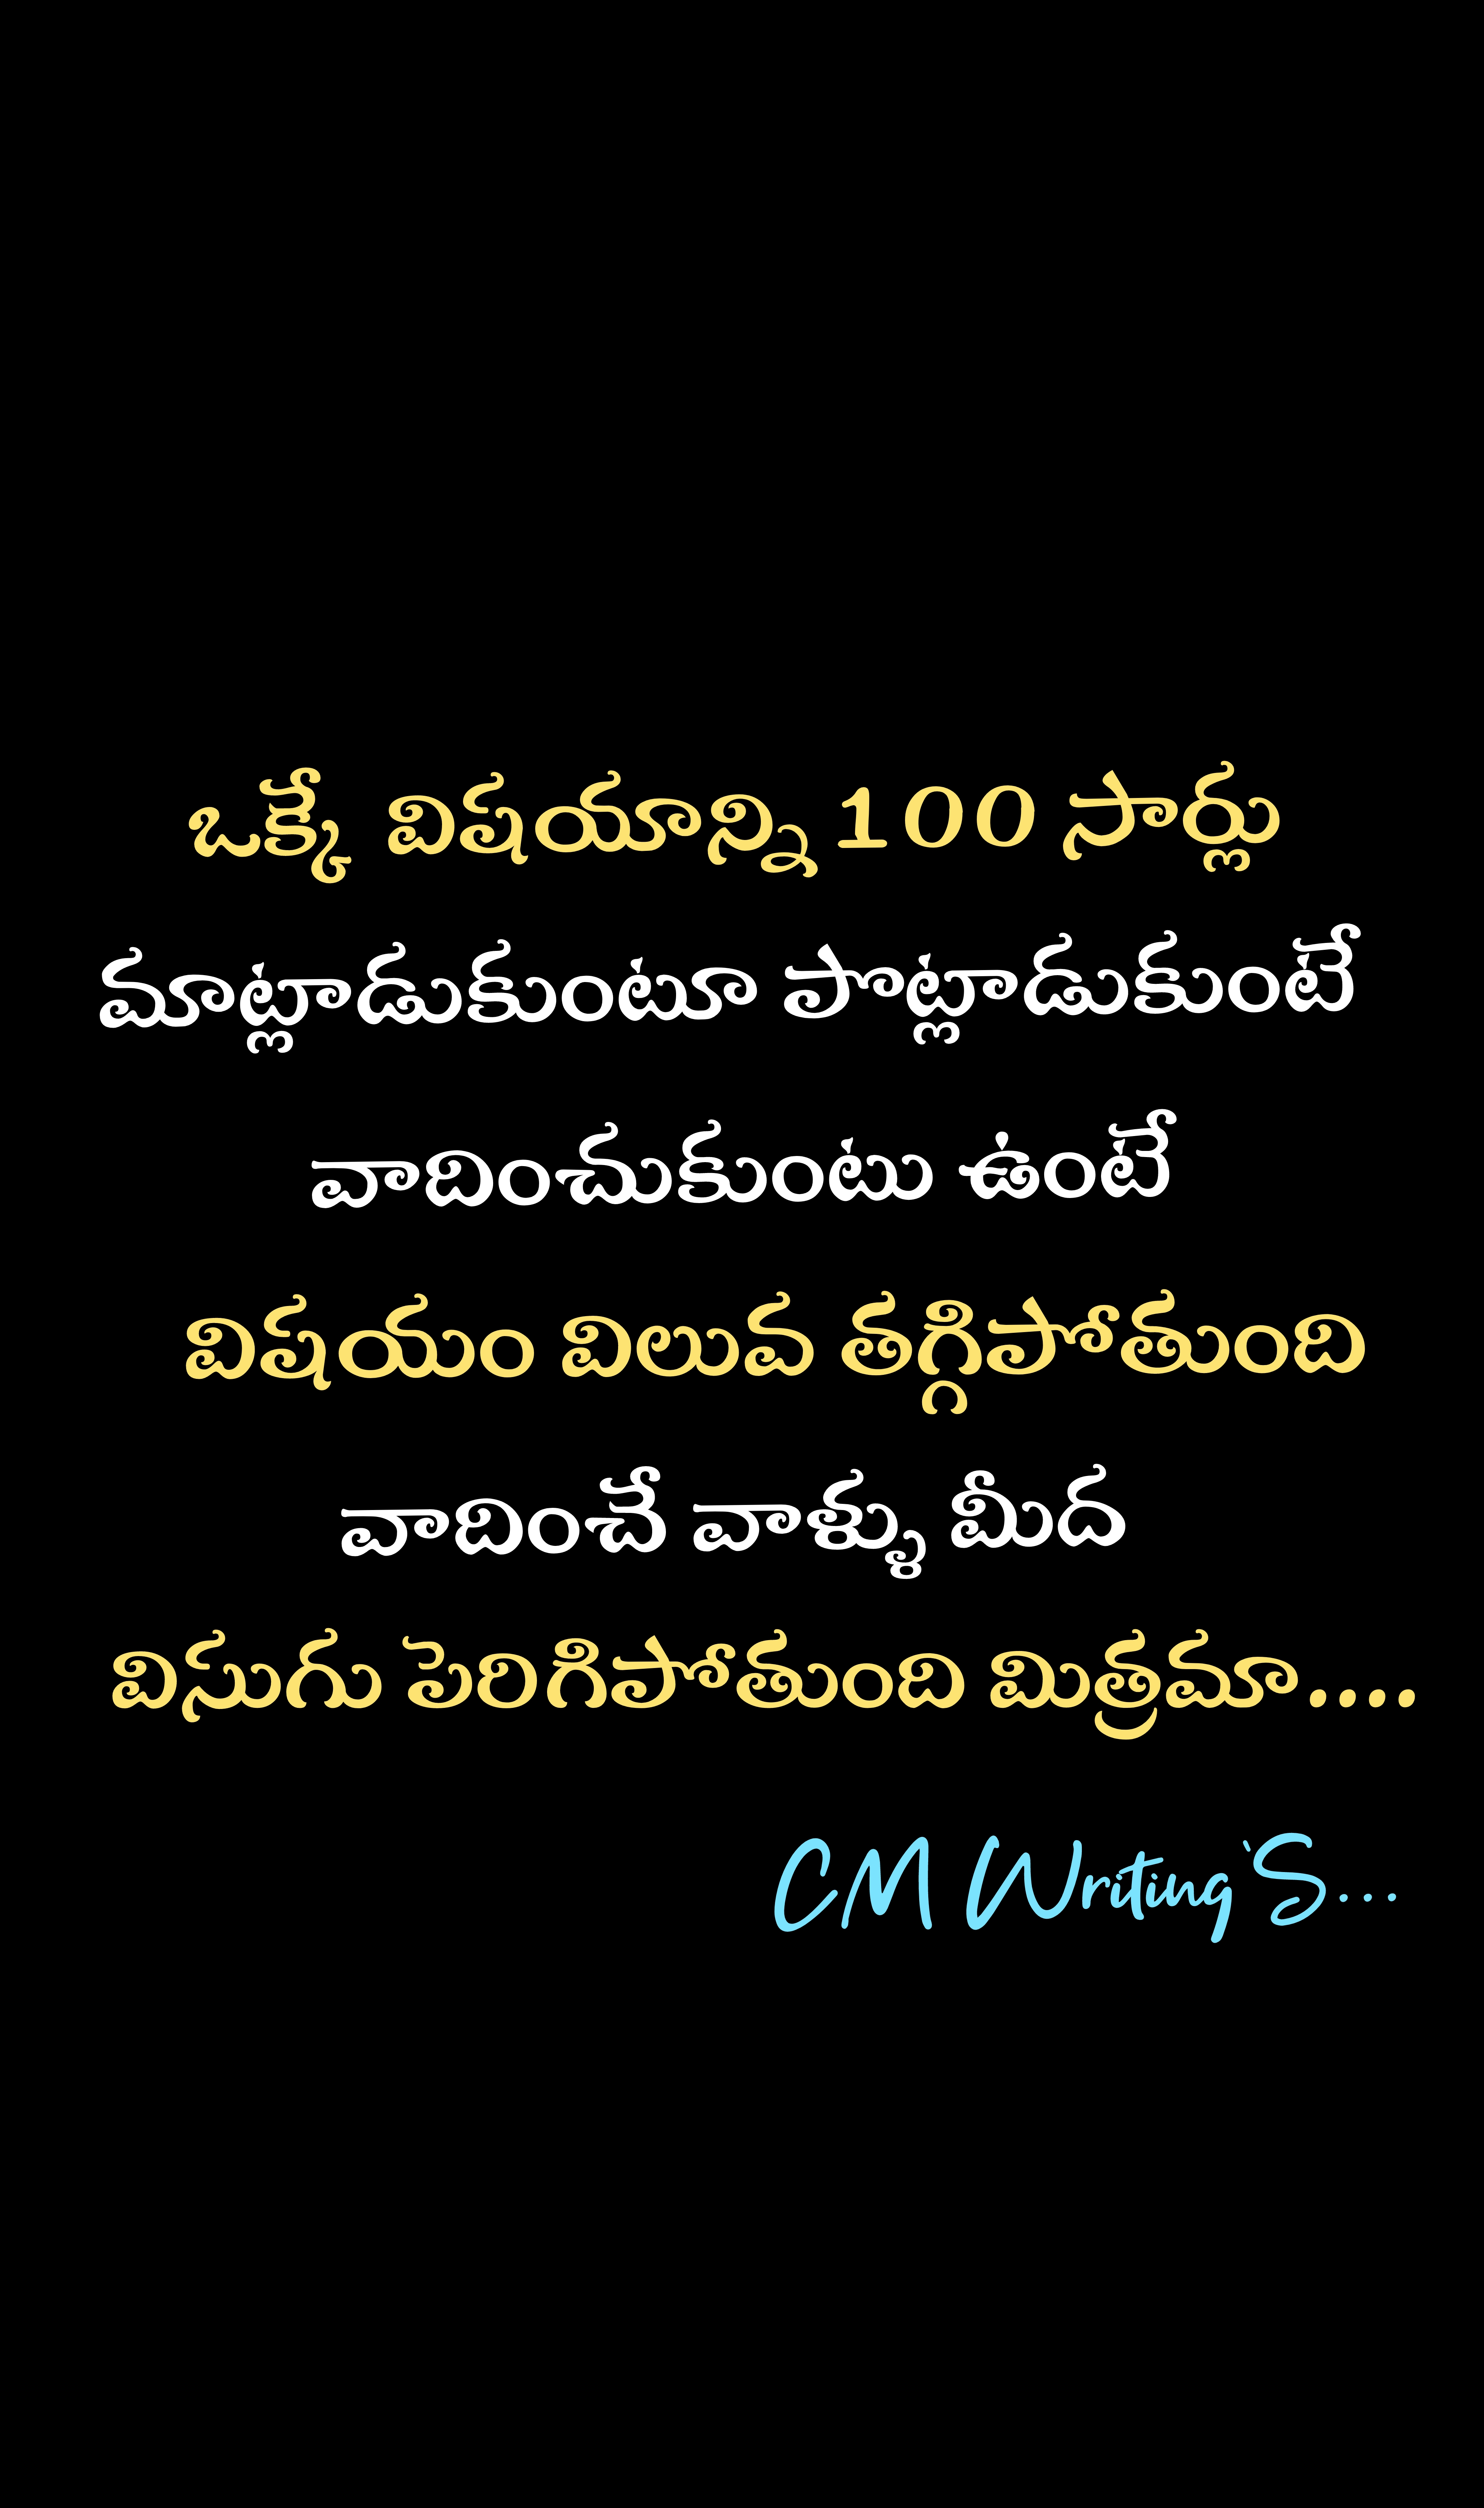 ఒక్కే విషయాన్ని 100 సార్లు
మాట్లాడుకుంటూ పోట్లాడుకుంటే
వాదించుకుంటు ఉంటే
విషయం విలువ తగ్గిపోతుంది
వాదించే వాళ్ళ మీద
విసుగు పెరిగిపోతుంది మిత్రమా....
CM Writing`S...